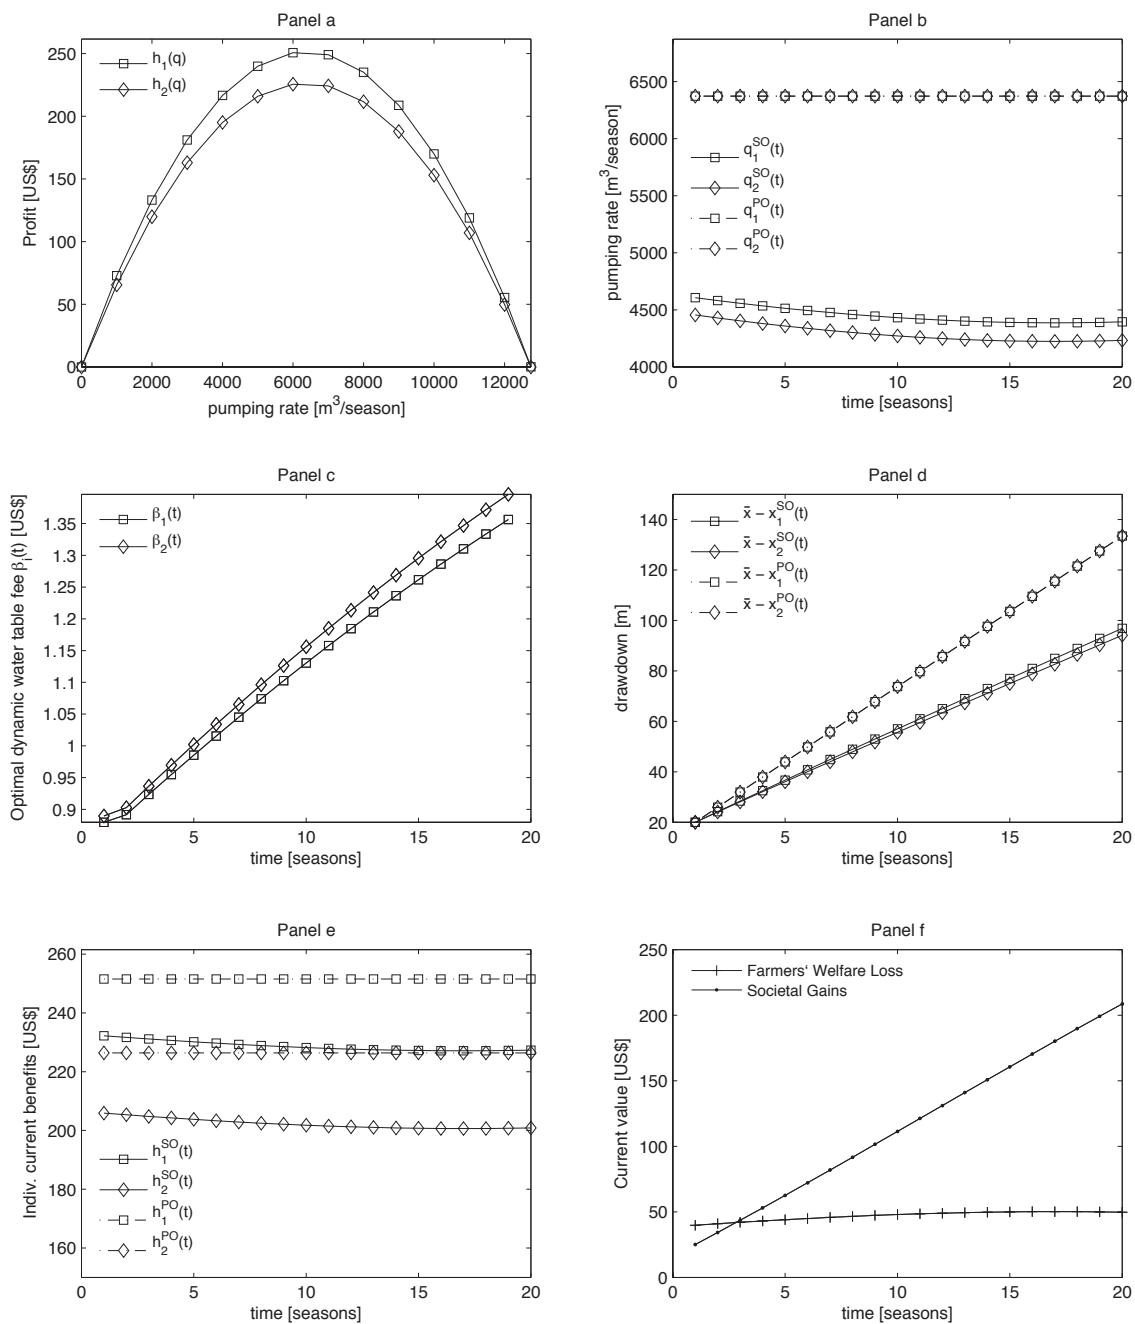 Panel a
Profit [US$]
250
200
150
100
50
0
h₁(q)
h₂(q)
0 2000 4000 6000 8000 10000 12000
pumping rate [m³/season]
Panel b
pumping rate [m³/season]
6500
6000
5500
5000
4500
4000
q₁^SO(t)
q₂^SO(t)
q₁^PO(t)
q₂^PO(t)
0 5 10 15 20
time [seasons]
Panel c
Optimal dynamic water table fee βᵢ(t) [US$]
1.35
1.3
1.25
1.2
1.15
1.1
1.05
1
0.95
0.9
β₁(t)
β₂(t)
0 5 10 15 20
time [seasons]
Panel d
drawdown [m]
140
120
100
80
60
40
20
x̄ − x₁^SO(t)
x̄ − x₂^SO(t)
x̄ − x₁^PO(t)
x̄ − x₂^PO(t)
0 5 10 15 20
time [seasons]
Panel e
Indiv. current benefits [US$]
260
240
220
200
180
160
h₁^SO(t)
h₂^SO(t)
h₁^PO(t)
h₂^PO(t)
0 5 10 15 20
time [seasons]
Panel f
Current value [US$]
250
200
150
100
50
0
Farmers‘ Welfare Loss
Societal Gains
0 5 10 15 20
time [seasons]